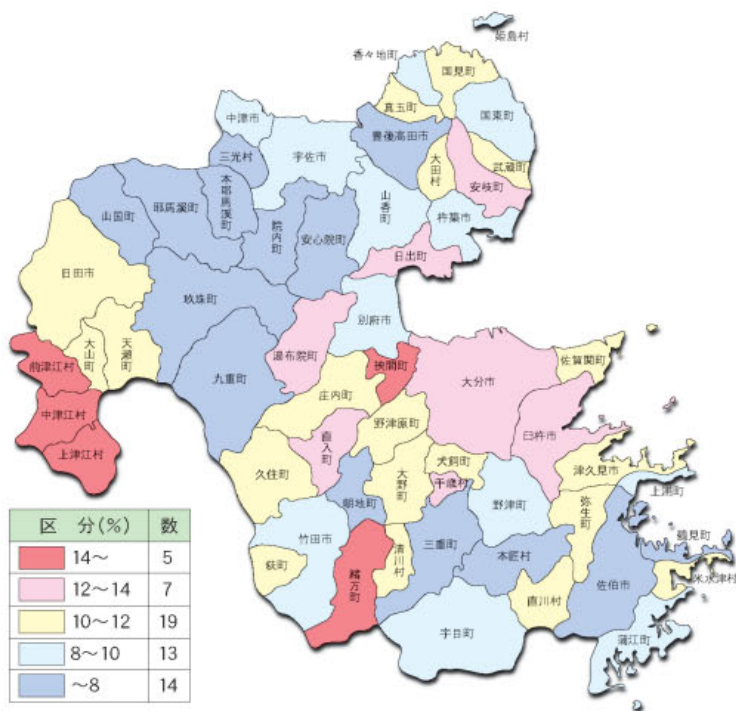 姫島村
香々地町
国見町
真玉町
国東町
中津市
豊後高田市
武蔵町
三光村
宇佐市
大田村
安岐町
本耶馬溪町
耶馬溪町
山国町
山香町
杵築市
院内町
安心院町
日出町
日田市
玖珠町
別府市
天瀬町
大山町
湯布院町
前津江村
九重町
挾間町
大分市
佐賀関町
庄内町
中津江村
野津原町
臼杵市
直入町
上津江村
久住町
犬飼町
津久見市
大野町
千歳村
上浦町
朝地町
野津町
弥生町
竹田市
鶴見町
三重町
清川村
本匠村
米水津村
荻町
緒方町
佐伯市
直川村
宇目町
蒲江町
区 分(%) 数
14～ 5
12～14 7
10～12 19
8～10 13
～8 14